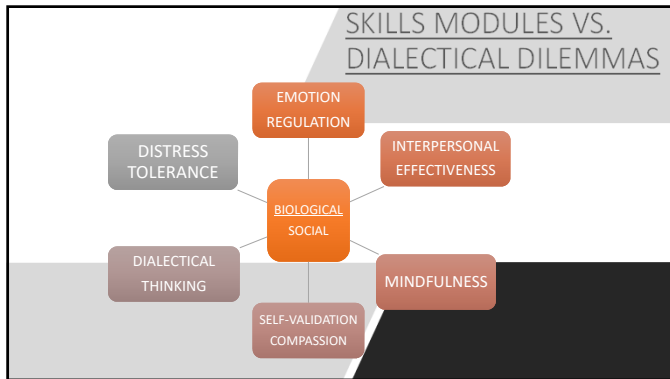 SKILLS MODULES VS.
DIALECTICAL DILEMMAS
EMOTION
REGULATION
INTERPERSONAL
EFFECTIVENESS
MINDFULNESS
SELF-VALIDATION
COMPASSION
DIALECTICAL
THINKING
DISTRESS
TOLERANCE
BIOLOGICAL
SOCIAL